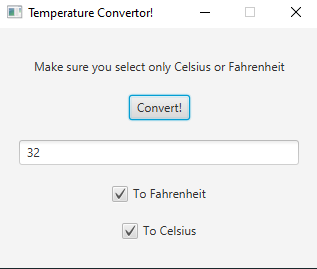 Temperature Convertor!
Make sure you select only Celsius or Fahrenheit
Convert!
32
To Fahrenheit
To Celsius